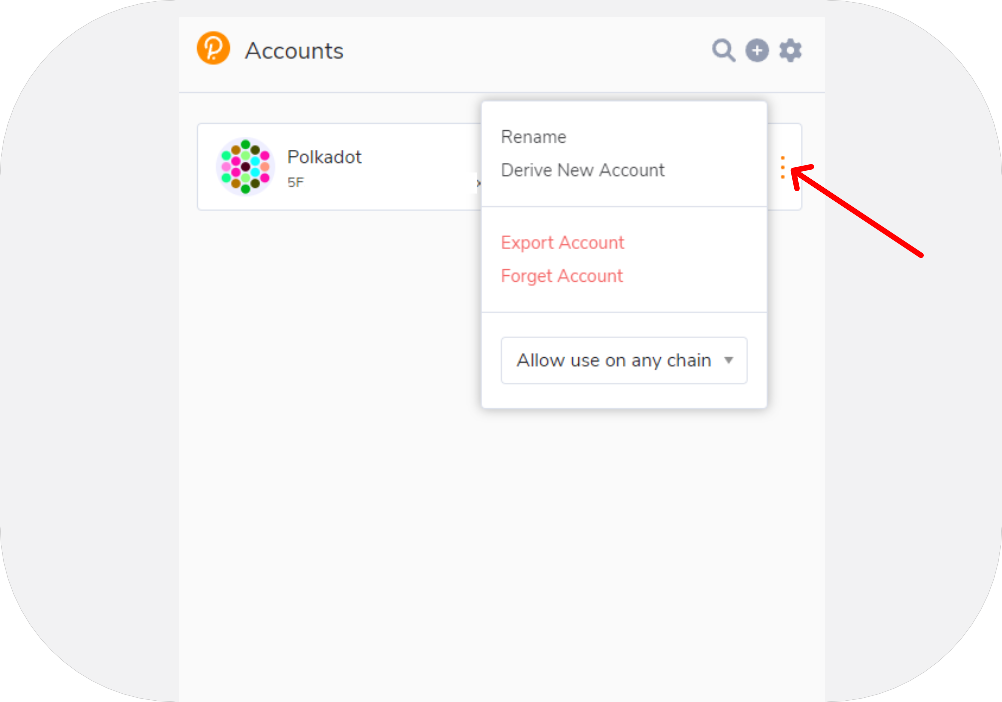 Accounts
Polkadot
5F
Rename
Derive New Account
Export Account
Forget Account
Allow use on any chain